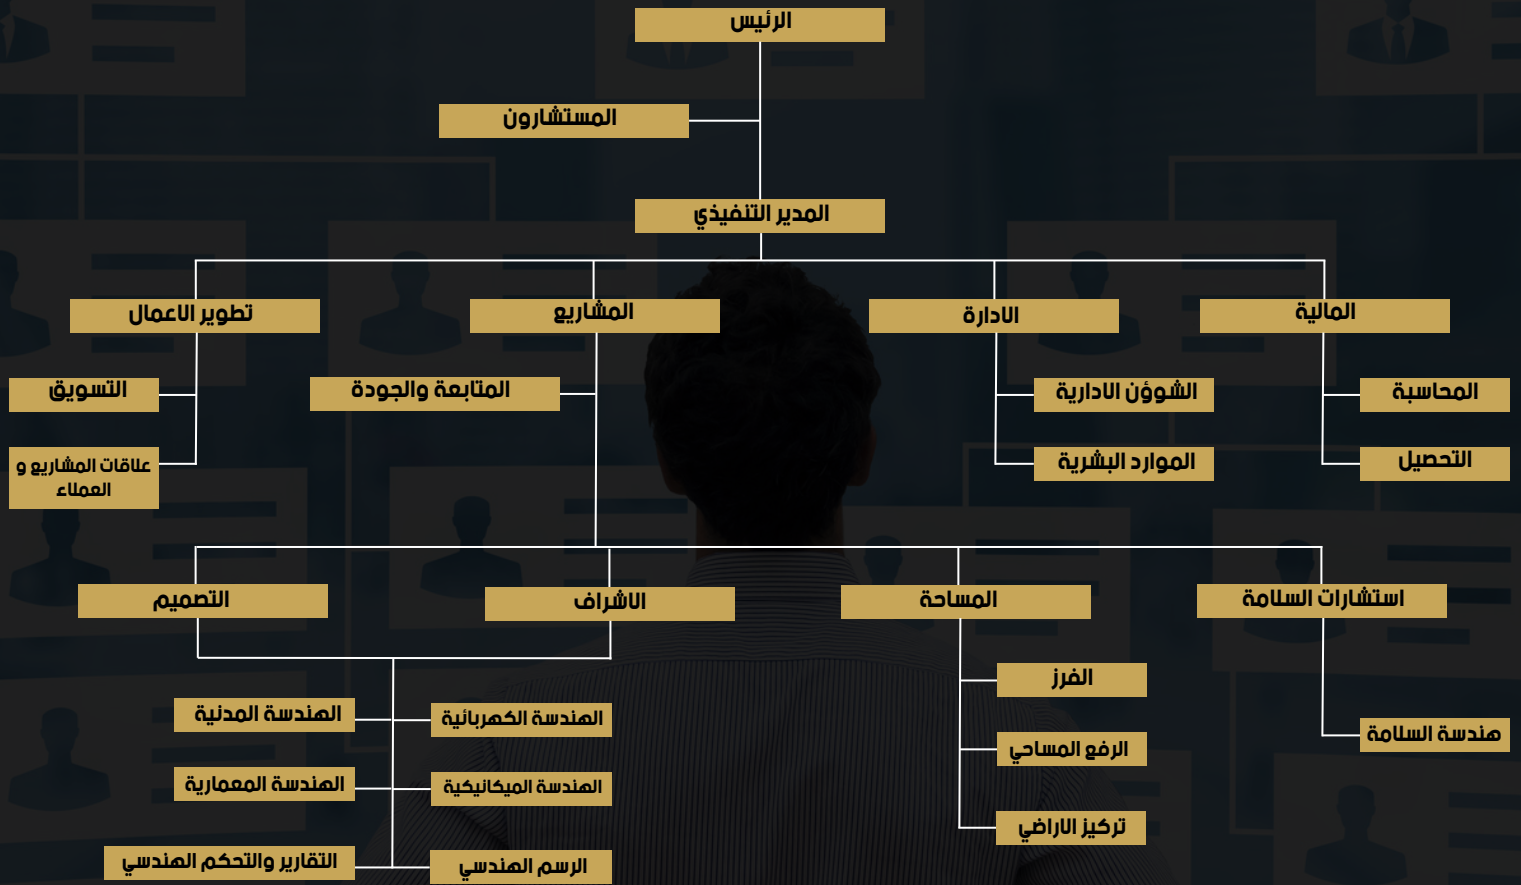 الرئيس
المستشارون
المدير التنفيذي
المالية
الادارة
المشاريع
تطوير الاعمال
المحاسبة
الشوؤن الادارية
المتابعة والجودة
التسويق
التحصيل
الموارد البشرية
علاقات المشاريع و
العملاء
استشارات السلامة
المساحة
الاشراف
التصميم
الفرز
الهندسة الكهربائية
الهندسة المدنية
هندسة السلامة
الرفع المساحي
الهندسة الميكانيكية
الهندسة المعمارية
تركيز الاراضي
الرسم الهندسي
التقارير والتحكم الهندسي